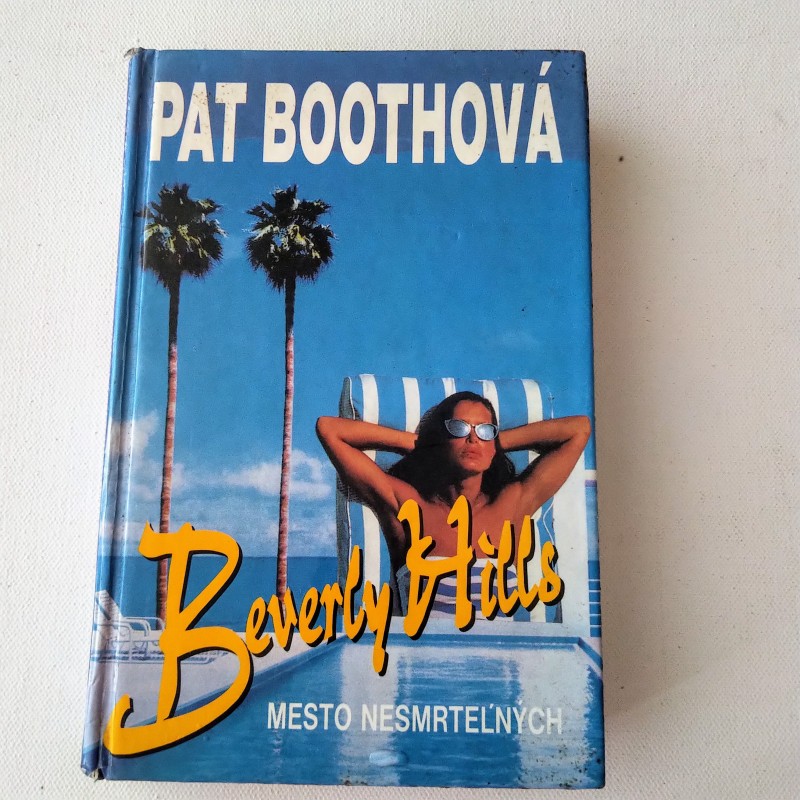 PAT BOOTHOVÁ
Beverly Hills
MESTO NESMRTEĽNÝCH